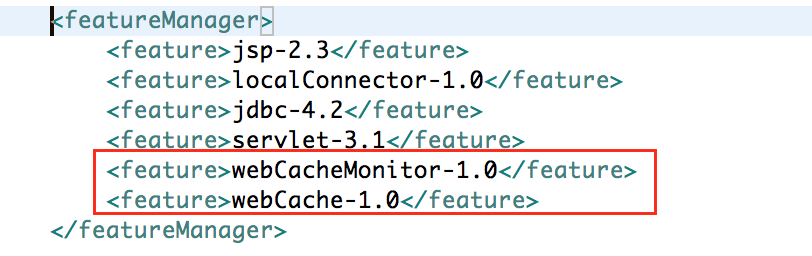 <featureManager>
<feature>jsp-2.3</feature>
<feature>localConnector-1.0</feature>
<feature>jdbc-4.2</feature>
<feature>servlet-3.1</feature>
<feature>webCacheMonitor-1.0</feature>
<feature>webCache-1.0</feature>
</featureManager>